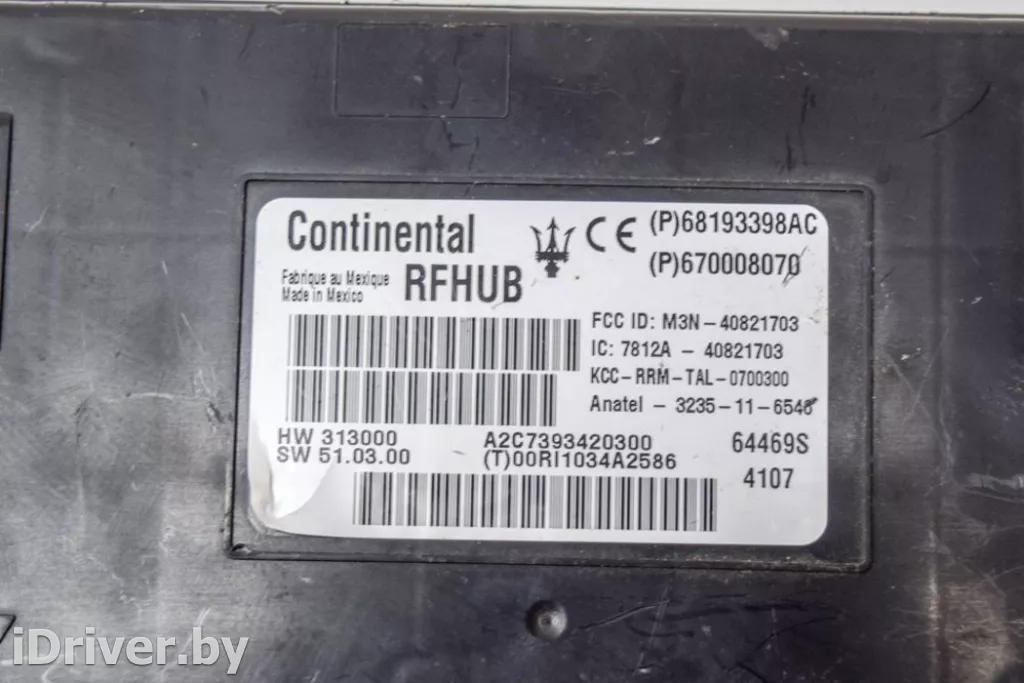 Continental
CE
(P)68193398AC
Fabrique au Mexique
Made in Mexico
RFHUB
(P)670008070
FCC ID: M3N-40821703
IC: 7812A - 40821703
KCC-RRM-TAL-0700300
Anatel - 3235-11-6546
HW 313000
A2C7393420300
64469S
SW 51.03.00
(T)00RI1034A2586
4107
iDriver.by